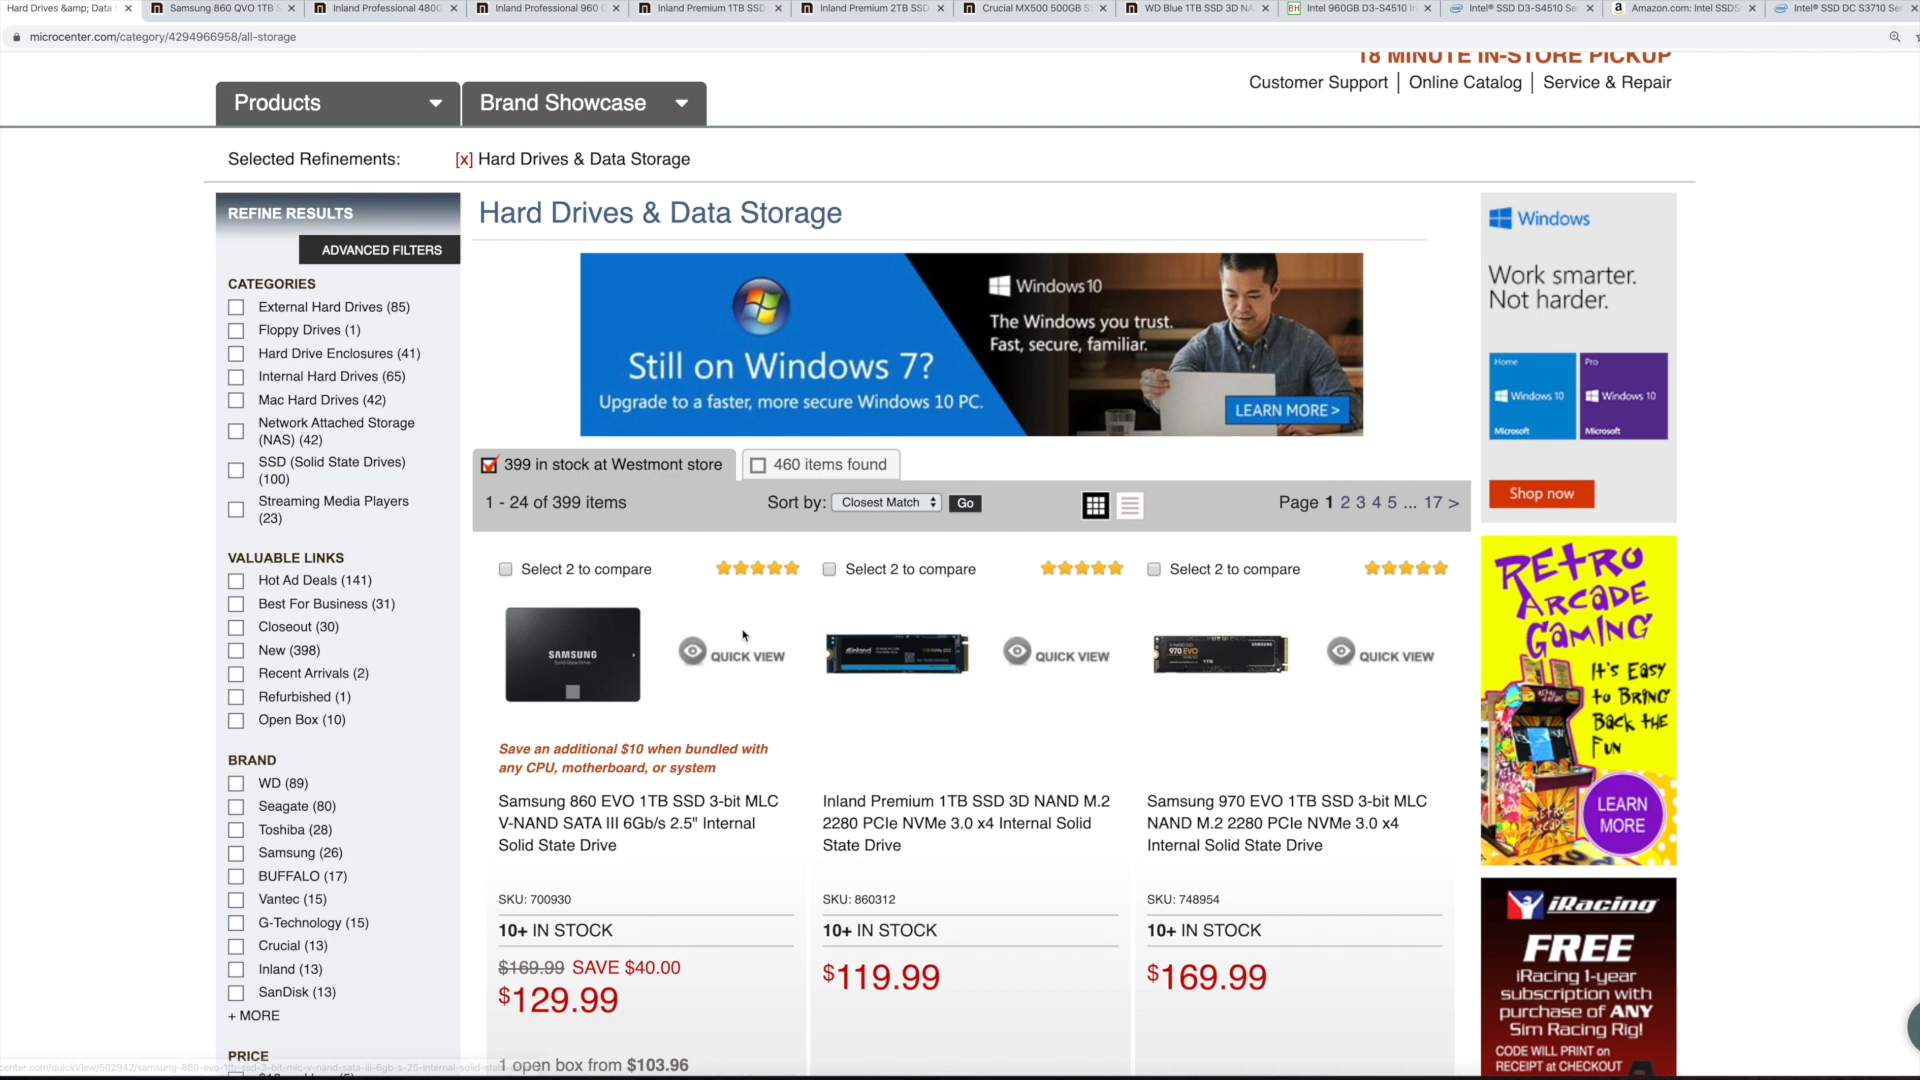 Hard Drives &amp; Data S
Samsung 860 QVO 1TB S
Inland Professional 480G
Inland Professional 960 G
Inland Premium 1TB SSD
Inland Premium 2TB SSD
Crucial MX500 500GB S
WD Blue 1TB SSD 3D NA
BH Intel 960GB D3-S4510 In
Intel® SSD D3-S4510 Se
Amazon.com: Intel SSDS
Intel® SSD DC S3710 Ser
microcenter.com/category/4294966958/all-storage
18 MINUTE IN-STORE PICKUP
Customer Support | Online Catalog | Service & Repair
Products
Brand Showcase
Selected Refinements:
[x] Hard Drives & Data Storage
REFINE RESULTS
ADVANCED FILTERS
CATEGORIES
External Hard Drives (85)
Floppy Drives (1)
Hard Drive Enclosures (41)
Internal Hard Drives (65)
Mac Hard Drives (42)
Network Attached Storage
(NAS) (42)
SSD (Solid State Drives)
(100)
Streaming Media Players
(23)
VALUABLE LINKS
Hot Ad Deals (141)
Best For Business (31)
Closeout (30)
New (398)
Recent Arrivals (2)
Refurbished (1)
Open Box (10)
BRAND
WD (89)
Seagate (80)
Toshiba (28)
Samsung (26)
BUFFALO (17)
Vantec (15)
G-Technology (15)
Crucial (13)
Inland (13)
SanDisk (13)
+ MORE
PRICE
Hard Drives & Data Storage
Still on Windows 7?
Upgrade to a faster, more secure Windows 10 PC.
Windows 10
The Windows you trust.
Fast, secure, familiar.
LEARN MORE >
399 in stock at Westmont store
460 items found
1 - 24 of 399 items
Sort by: Closest Match Go
Page 1 2 3 4 5 ... 17 >
Select 2 to compare
SAMSUNG
Solid State Drive
QUICK VIEW
Save an additional $10 when bundled with
any CPU, motherboard, or system
Samsung 860 EVO 1TB SSD 3-bit MLC
V-NAND SATA III 6Gb/s 2.5" Internal
Solid State Drive
SKU: 700930
10+ IN STOCK
$169.99 SAVE $40.00
$129.99
1 open box from $103.96
Select 2 to compare
inland
QUICK VIEW
Inland Premium 1TB SSD 3D NAND M.2
2280 PCIe NVMe 3.0 x4 Internal Solid
State Drive
SKU: 860312
10+ IN STOCK
$119.99
Select 2 to compare
SAMSUNG
970 EVO
1TB
QUICK VIEW
Samsung 970 EVO 1TB SSD 3-bit MLC
NAND M.2 2280 PCIe NVMe 3.0 x4
Internal Solid State Drive
SKU: 748954
10+ IN STOCK
$169.99
Windows
Work smarter.
Not harder.
Home
Windows 10
Microsoft
Pro
Windows 10
Microsoft
Shop now
RETRO
ARCADE
GAMING
IT'S EASY
TO BRING
BACK THE
FUN
LEARN
MORE
iRacing
FREE
iRacing 1-year
subscription with
purchase of ANY
Sim Racing Rig!
CODE WILL PRINT on
RECEIPT at CHECKOUT